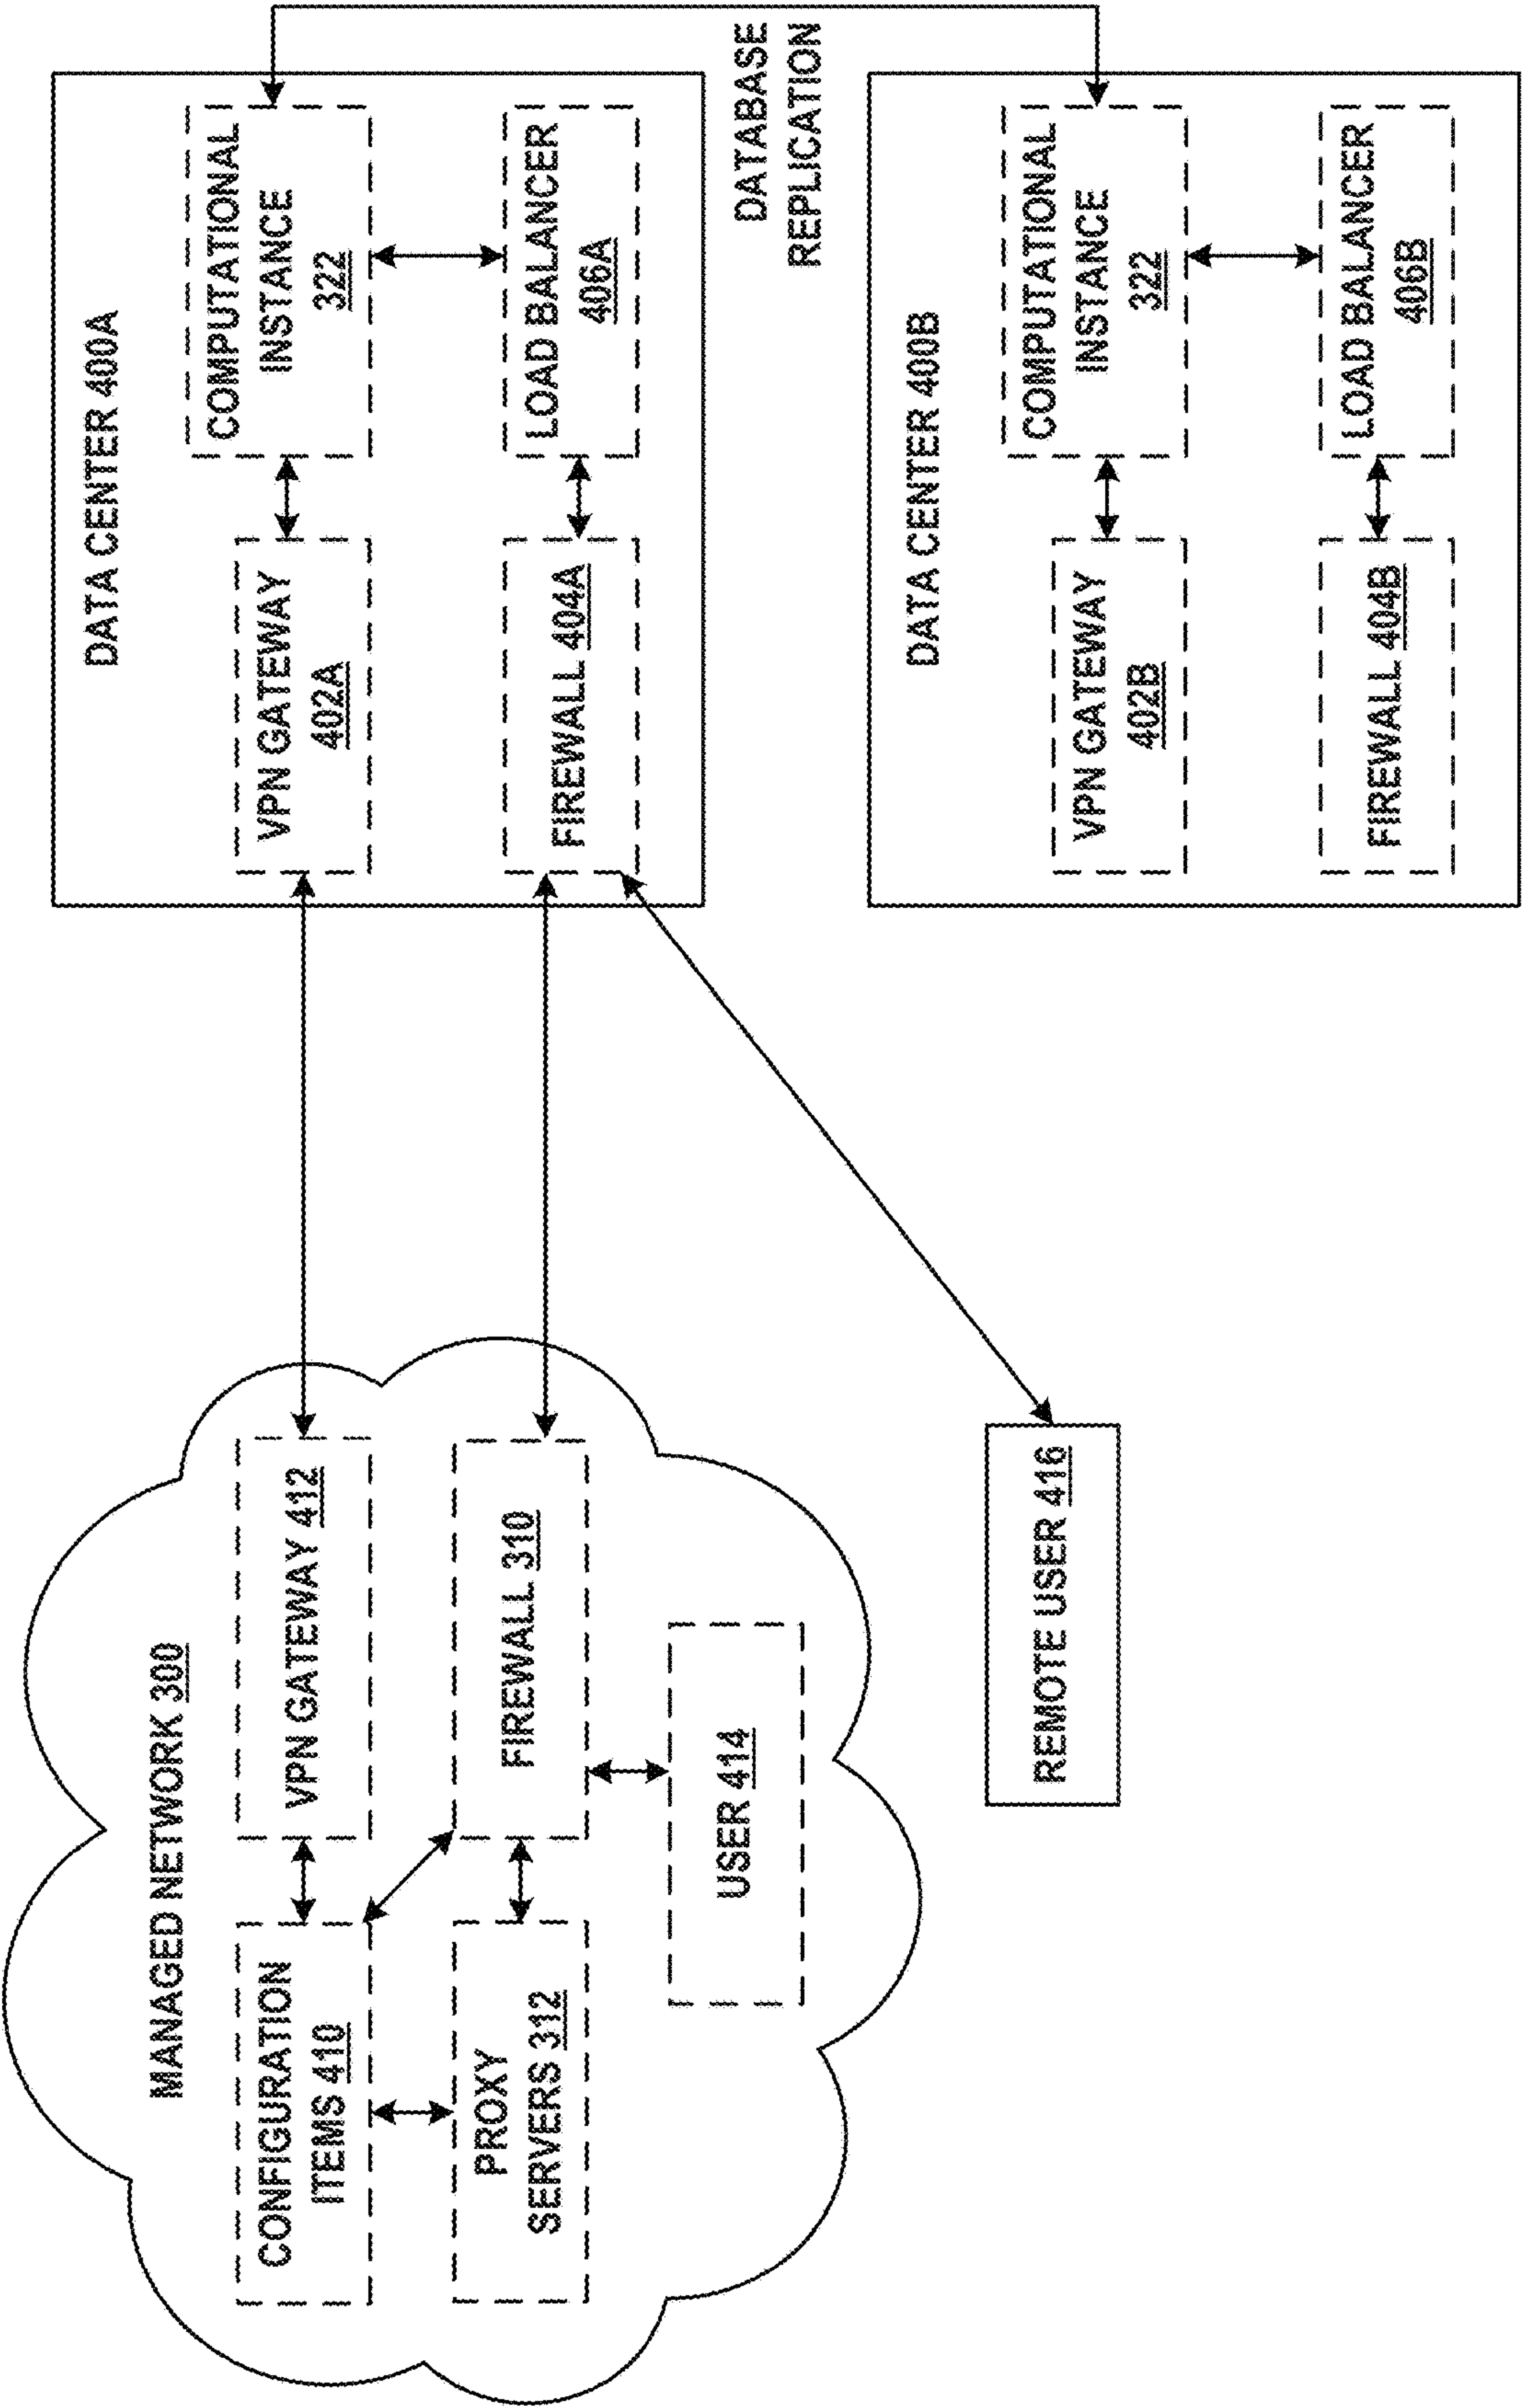 MANAGED NETWORK 300
CONFIGURATION
ITEMS 410
VPN GATEWAY 412
PROXY
SERVERS 312
FIREWALL 310
USER 414
REMOTE USER 416
DATA CENTER 400A
VPN GATEWAY
402A
COMPUTATIONAL
INSTANCE
322
FIREWALL 404A
LOAD BALANCER
406A
DATABASE
REPLICATION
DATA CENTER 400B
VPN GATEWAY
402B
COMPUTATIONAL
INSTANCE
322
FIREWALL 404B
LOAD BALANCER
406B